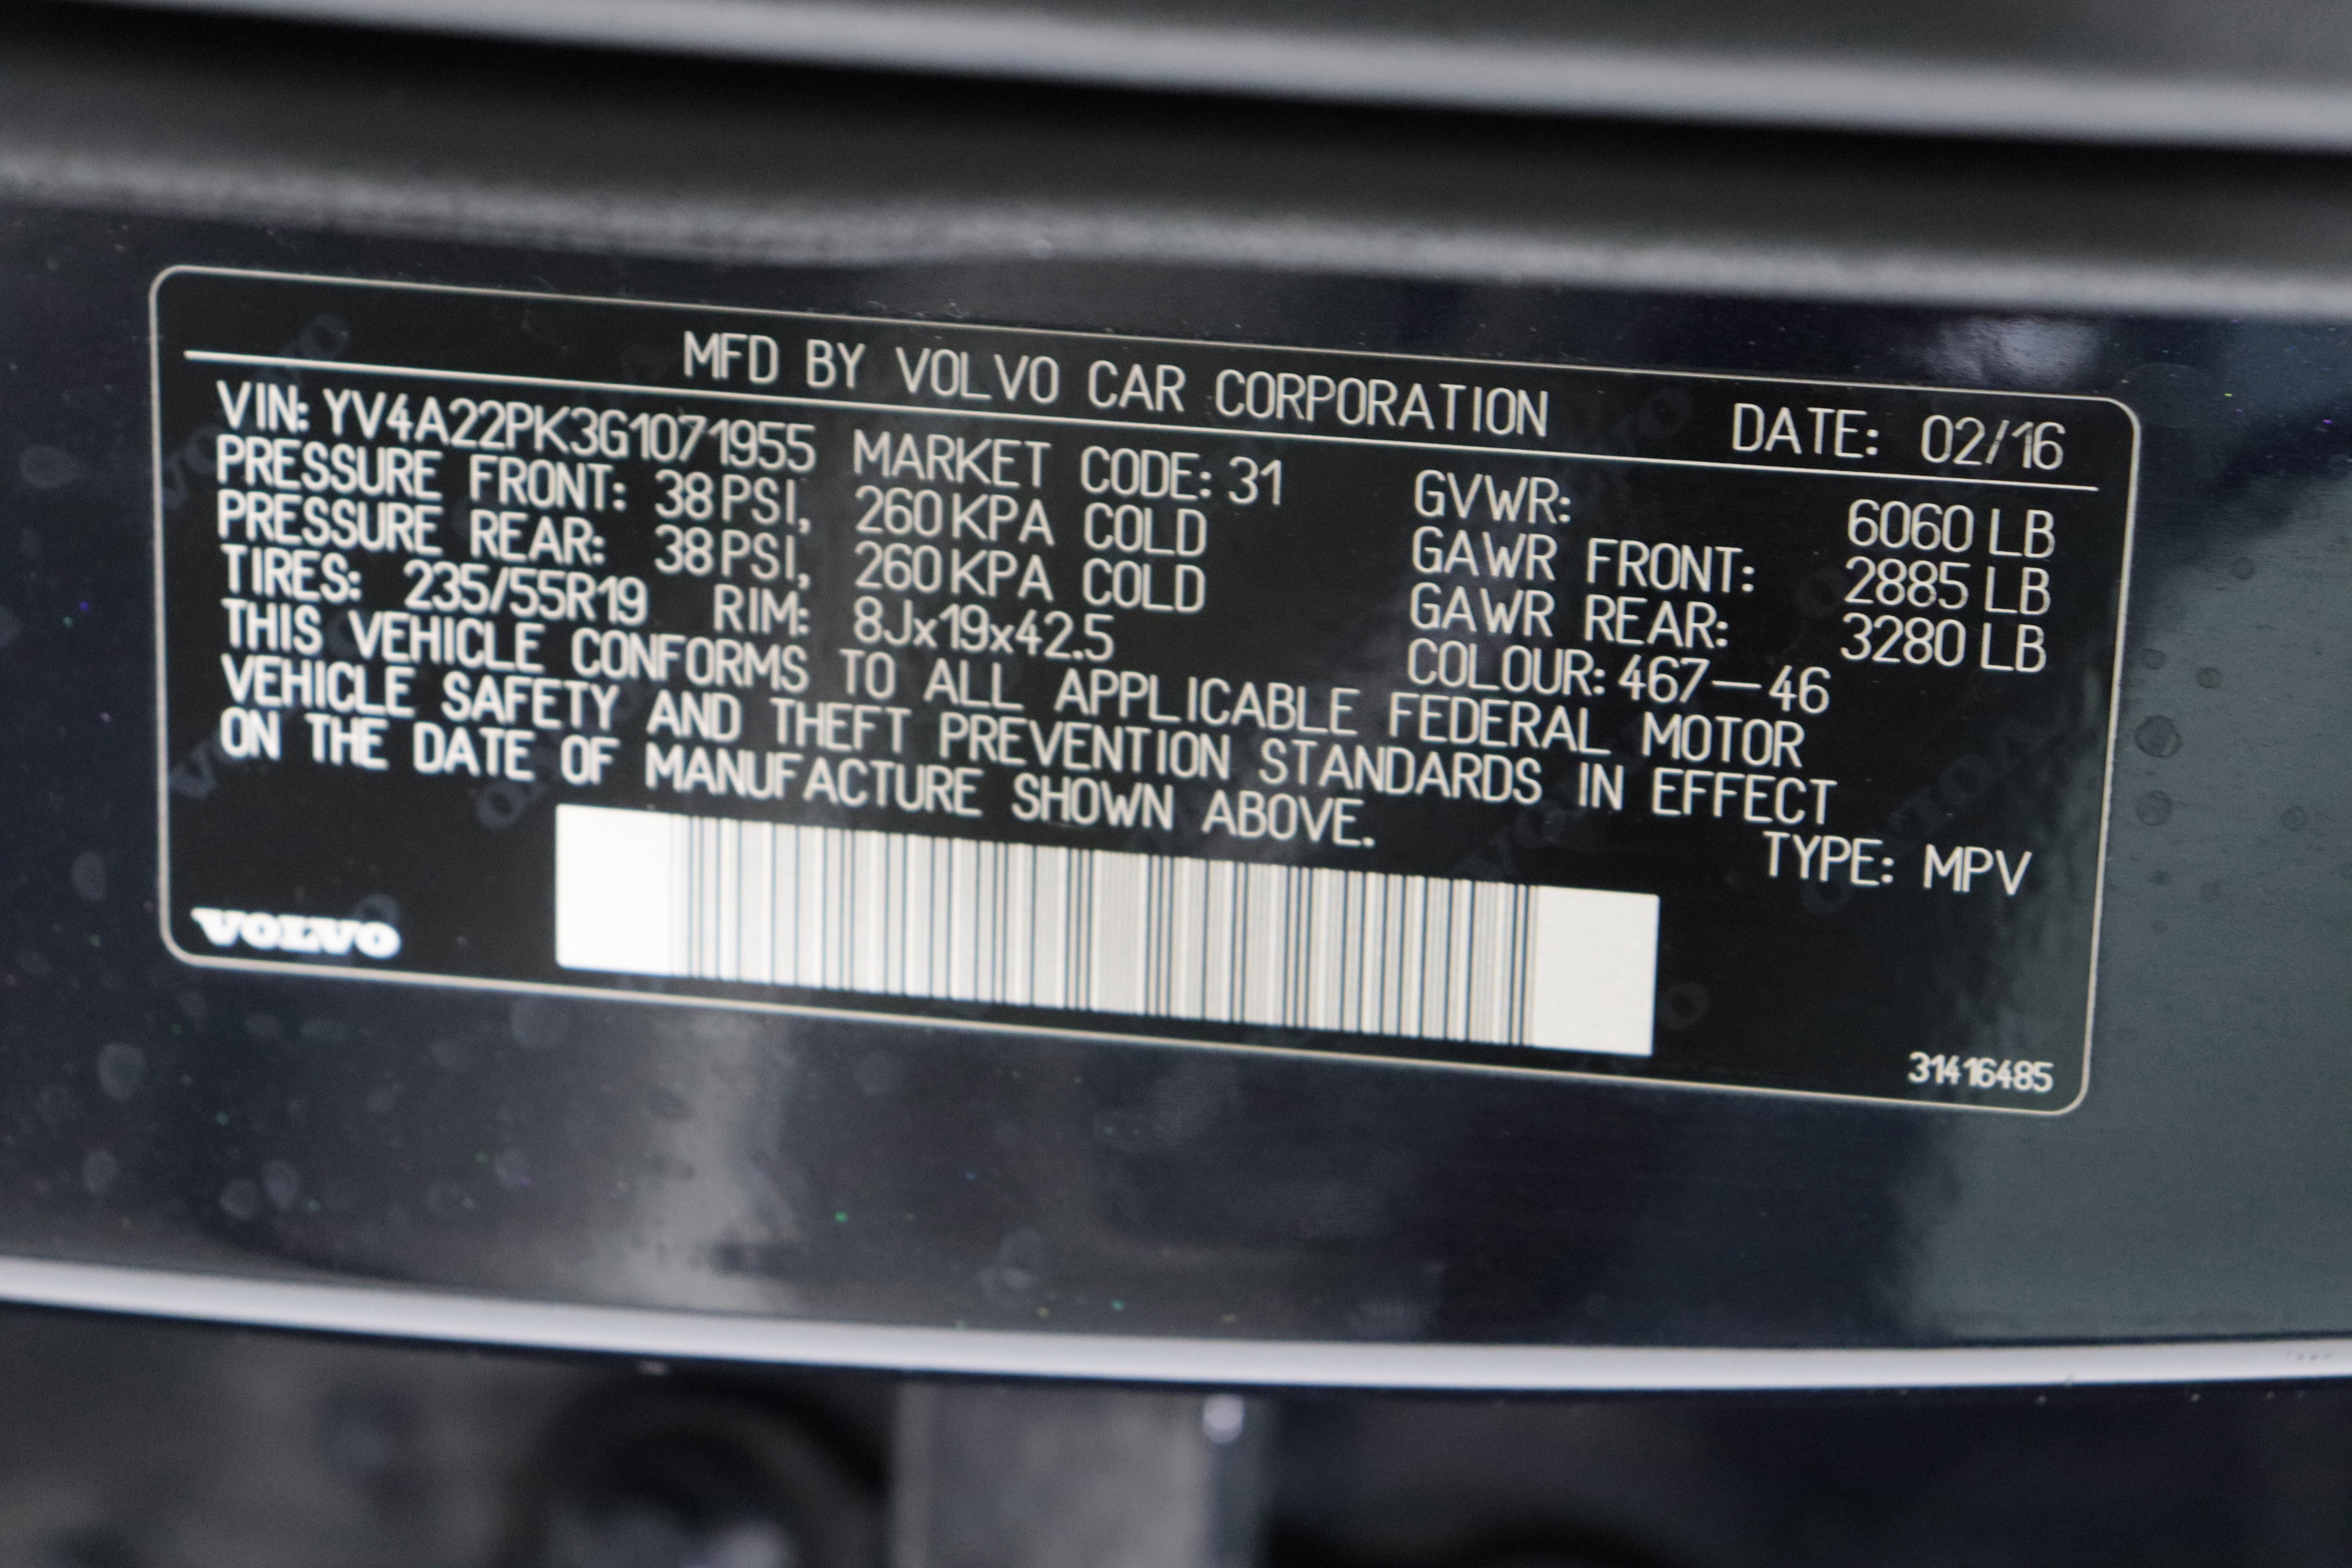 MFD BY VOLVO CAR CORPORATION DATE: 02/16
VIN: YV4A22PK3G1071955 MARKET CODE: 31 GVWR: 6060 LB
PRESSURE FRONT: 38 PSI, 260 KPA COLD GAWR FRONT: 2885 LB
PRESSURE REAR: 38 PSI, 260 KPA COLD GAWR REAR: 3280 LB
TIRES: 235/55R19 RIM: 8Jx19x42.5 COLOUR: 467—46
THIS VEHICLE CONFORMS TO ALL APPLICABLE FEDERAL MOTOR
VEHICLE SAFETY AND THEFT PREVENTION STANDARDS IN EFFECT
ON THE DATE OF MANUFACTURE SHOWN ABOVE.
TYPE: MPV
VOLVO
31416485